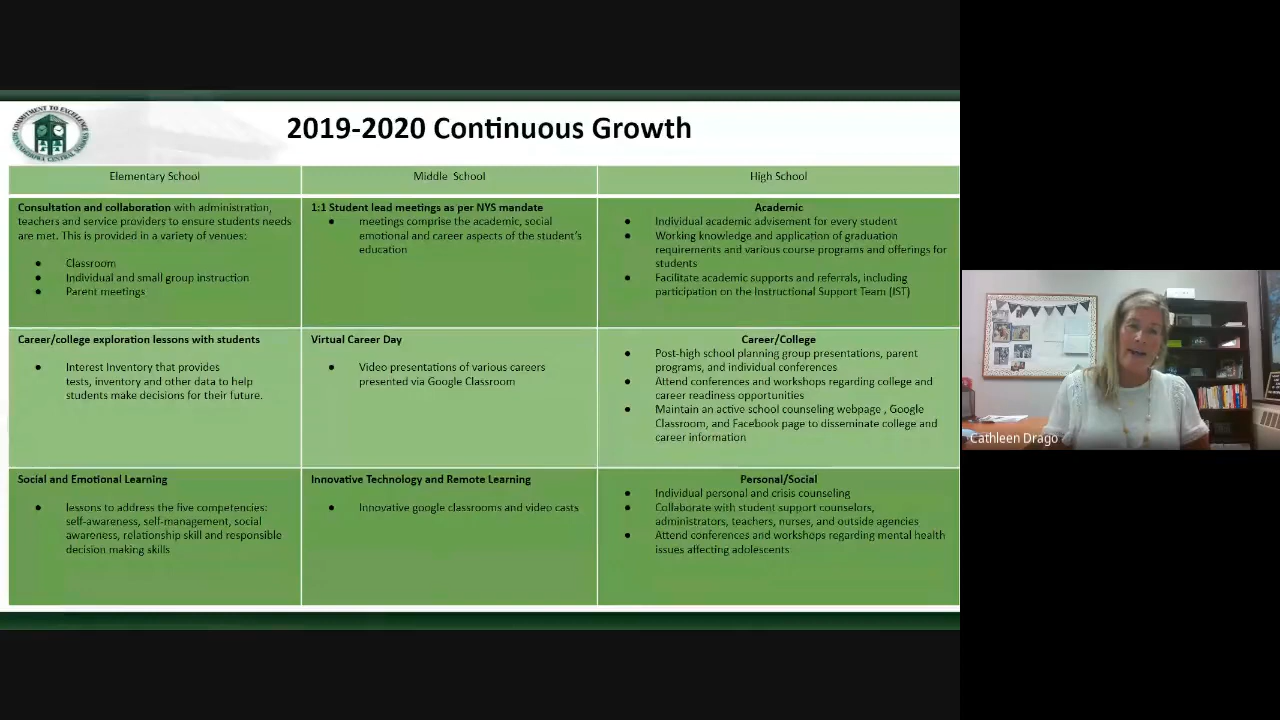 COMMITMENT TO EXCELLENCE
2019-2020 Continuous Growth
Elementary School
Middle School
High School
Consultation and collaboration with administration,
teachers and service providers to ensure students needs
are met. This is provided in a variety of venues:
● Classroom
● Individual and small group instruction
● Parent meetings
1:1 Student lead meetings as per NYS mandate
● meetings comprise the academic, social
emotional and career aspects of the student's
education
Academic
● Individual academic advisement for every student
● Working knowledge and application of graduation
requirements and various course programs and offerings for
students
● Facilitate academic supports and referrals, including
participation on the Instructional Support Team (IST)
Career/college exploration lessons with students
● Interest Inventory that provides
tests, inventory and other data to help
students make decisions for their future.
Virtual Career Day
● Video presentations of various careers
presented via Google Classroom
Career/College
● Post-high school planning group presentations, parent
programs, and individual conferences
● Attend conferences and workshops regarding college and
career readiness opportunities
● Maintain an active school counseling webpage , Google
Classroom, and Facebook page to disseminate college and
career information
Social and Emotional Learning
● lessons to address the five competencies:
self-awareness, self-management, social
awareness, relationship skill and responsible
decision making skills
Innovative Technology and Remote Learning
● Innovative google classrooms and video casts
Personal/Social
● Individual personal and crisis counseling
● Collaborate with student support counselors,
administrators, teachers, nurses, and outside agencies
● Attend conferences and workshops regarding mental health
issues affecting adolescents
Cathleen Drago